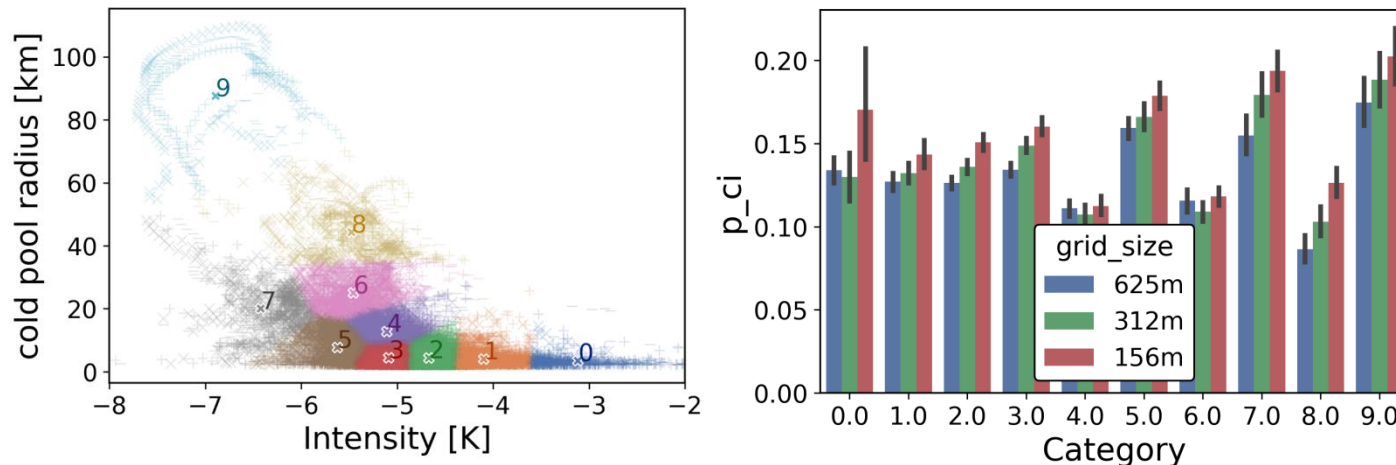 cold pool radius [km]
100
80
60
40
20
0
9
8
7
6
5
4
3
2
1
0
−8 −7 −6 −5 −4 −3 −2
Intensity [K]
p_ci
0.20
0.15
0.10
0.05
0.00
grid_size
625m
312m
156m
0.0 1.0 2.0 3.0 4.0 5.0 6.0 7.0 8.0 9.0
Category